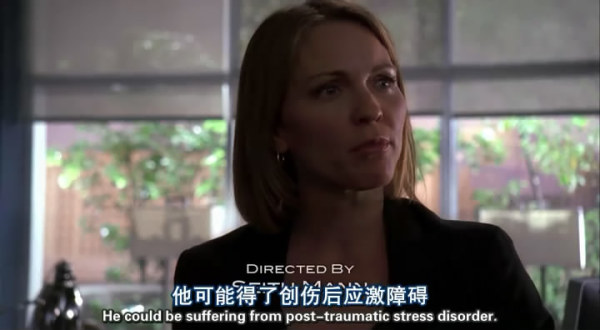 DIRECTED BY
他可能得了创伤后应激障碍
He could be suffering from post-traumatic stress disorder.